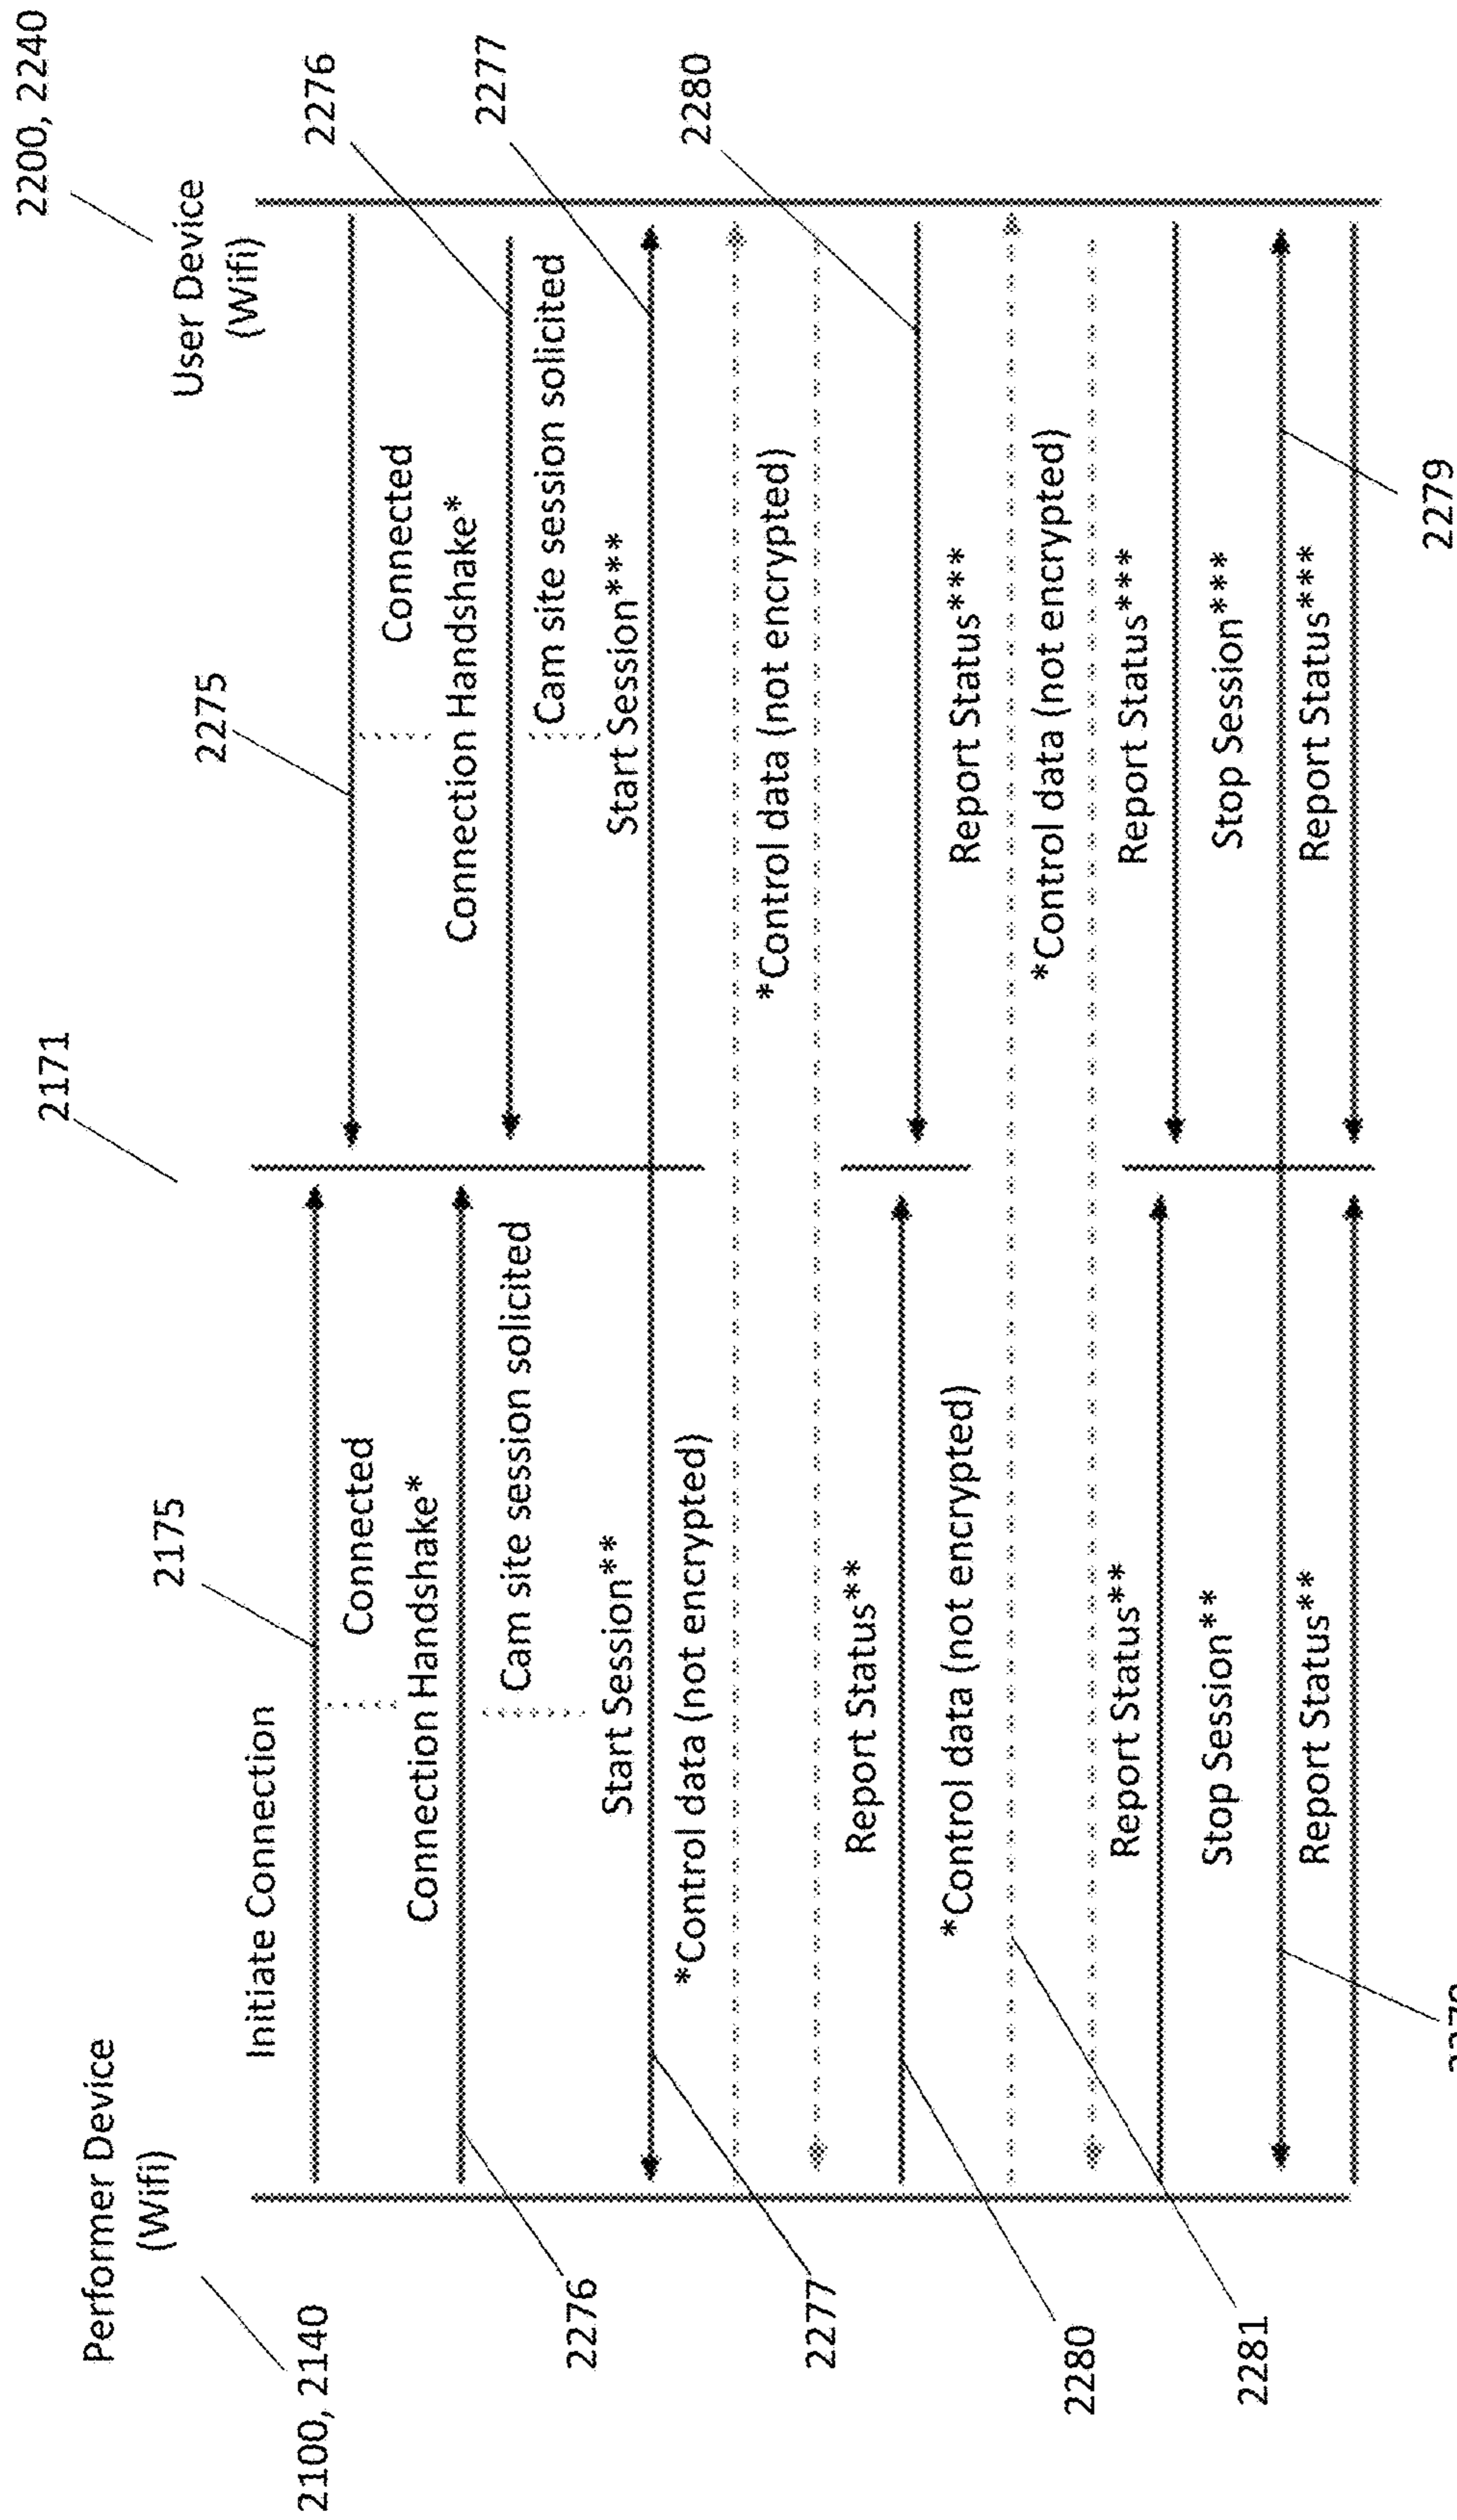 2200, 2240
User Device
(Wifi)
2171
Performer Device
(Wifi)
2100, 2140
2175
2275
2276
2277
2280
Initiate Connection
Connected
Connected
Connection Handshake*
Connection Handshake*
Cam site session solicited
Cam site session solicited
Start Session**
Start Session***
*Control data (not encrypted)
*Control data (not encrypted)
Report Status**
Report Status***
*Control data (not encrypted)
*Control data (not encrypted)
Report Status**
Report Status***
Stop Session**
Stop Session***
Report Status**
Report Status***
2276
2277
2280
2281
2279